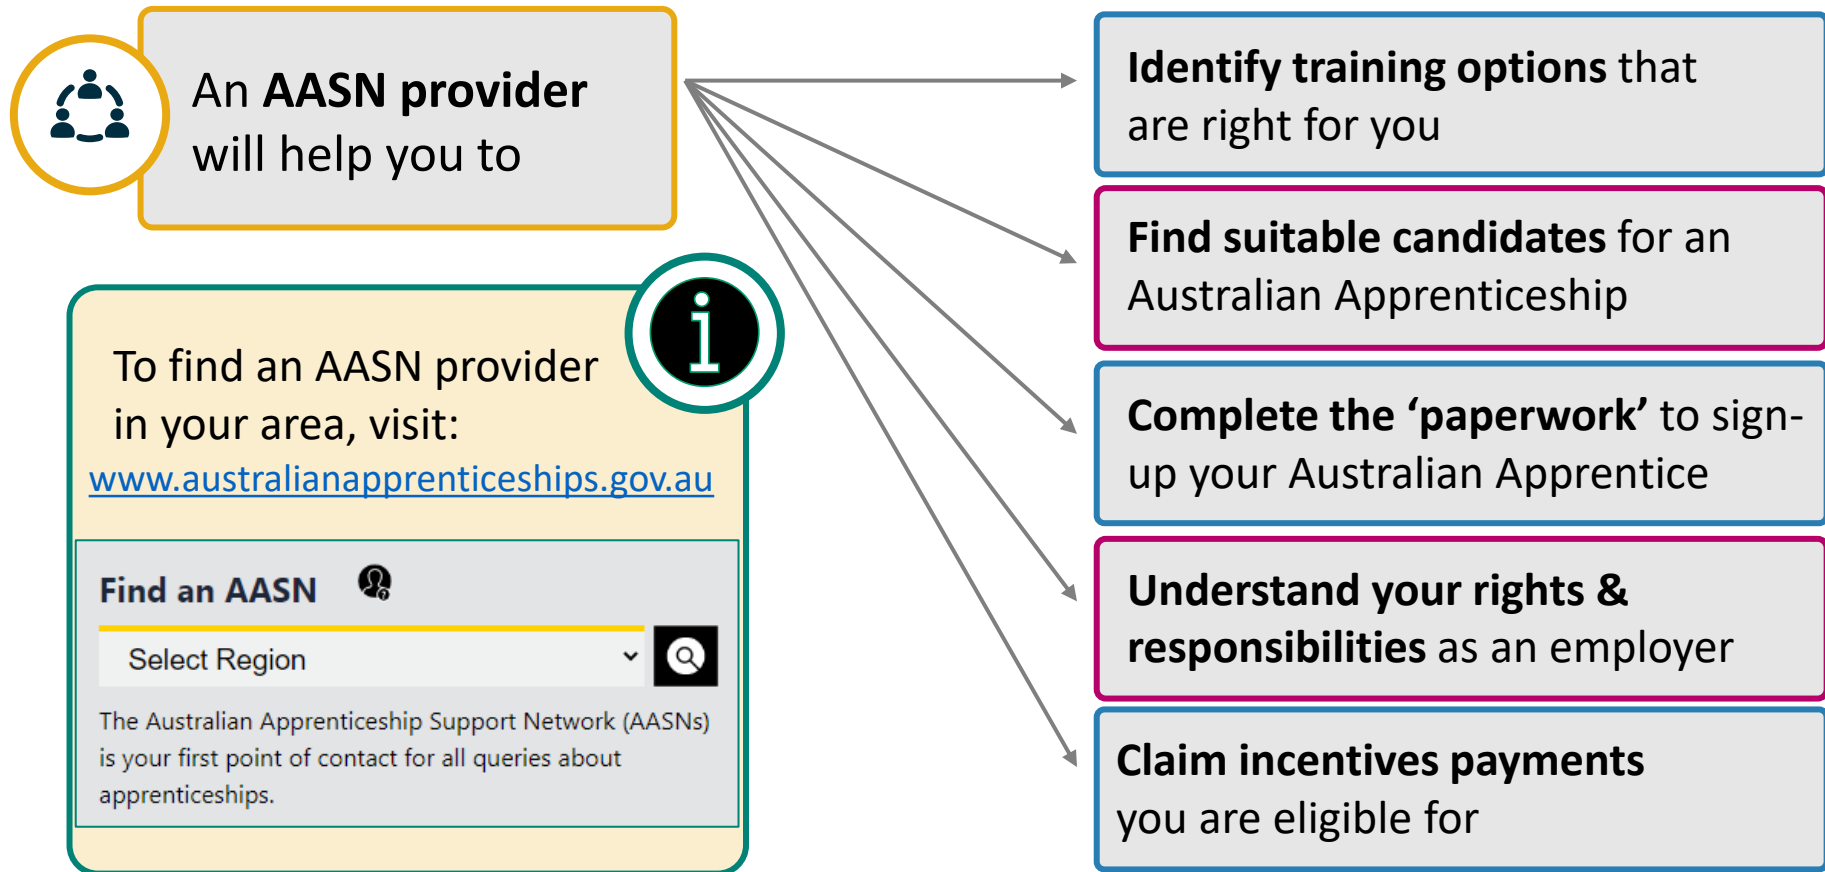 An AASN provider
will help you to
To find an AASN provider
in your area, visit:
www.australianapprenticeships.gov.au
Find an AASN
Select Region
The Australian Apprenticeship Support Network (AASNs)
is your first point of contact for all queries about
apprenticeships.
Identify training options that
are right for you
Find suitable candidates for an
Australian Apprenticeship
Complete the ‘paperwork’ to sign-
up your Australian Apprentice
Understand your rights &
responsibilities as an employer
Claim incentives payments
you are eligible for